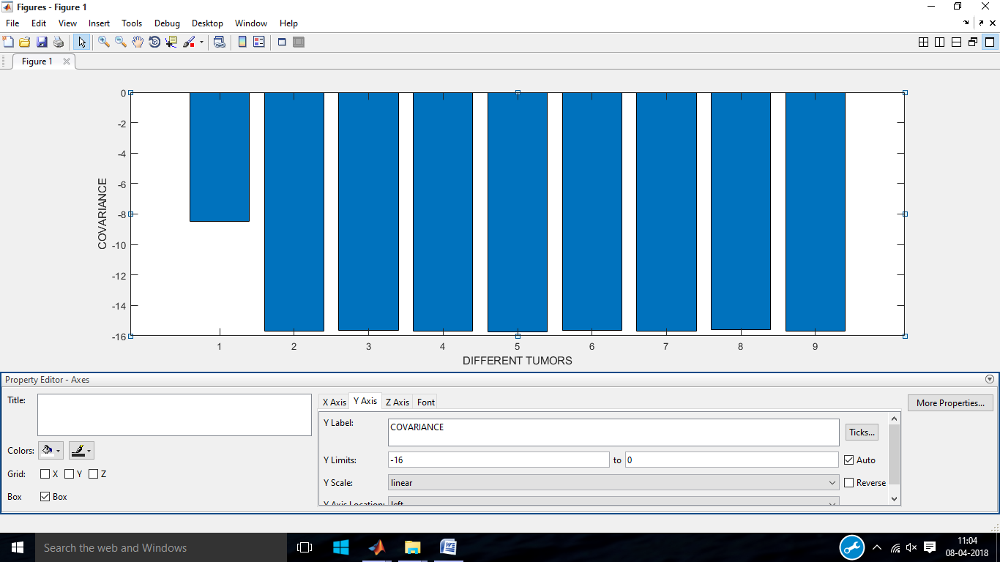 Figures - Figure 1
File Edit View Insert Tools Debug Desktop Window Help
Figure 1
0
-2
-4
-6
-8
-10
-12
-14
-16
COVARIANCE
1 2 3 4 5 6 7 8 9
DIFFERENT TUMORS
Property Editor - Axes
Title:
Colors:
Grid: X Y Z
Box Box
X Axis Y Axis Z Axis Font
Y Label: COVARIANCE Ticks...
Y Limits: -16 to 0 Auto
Y Scale: linear Reverse
Y Axis Location: left
More Properties...
Search the web and Windows
11:04
08-04-2018